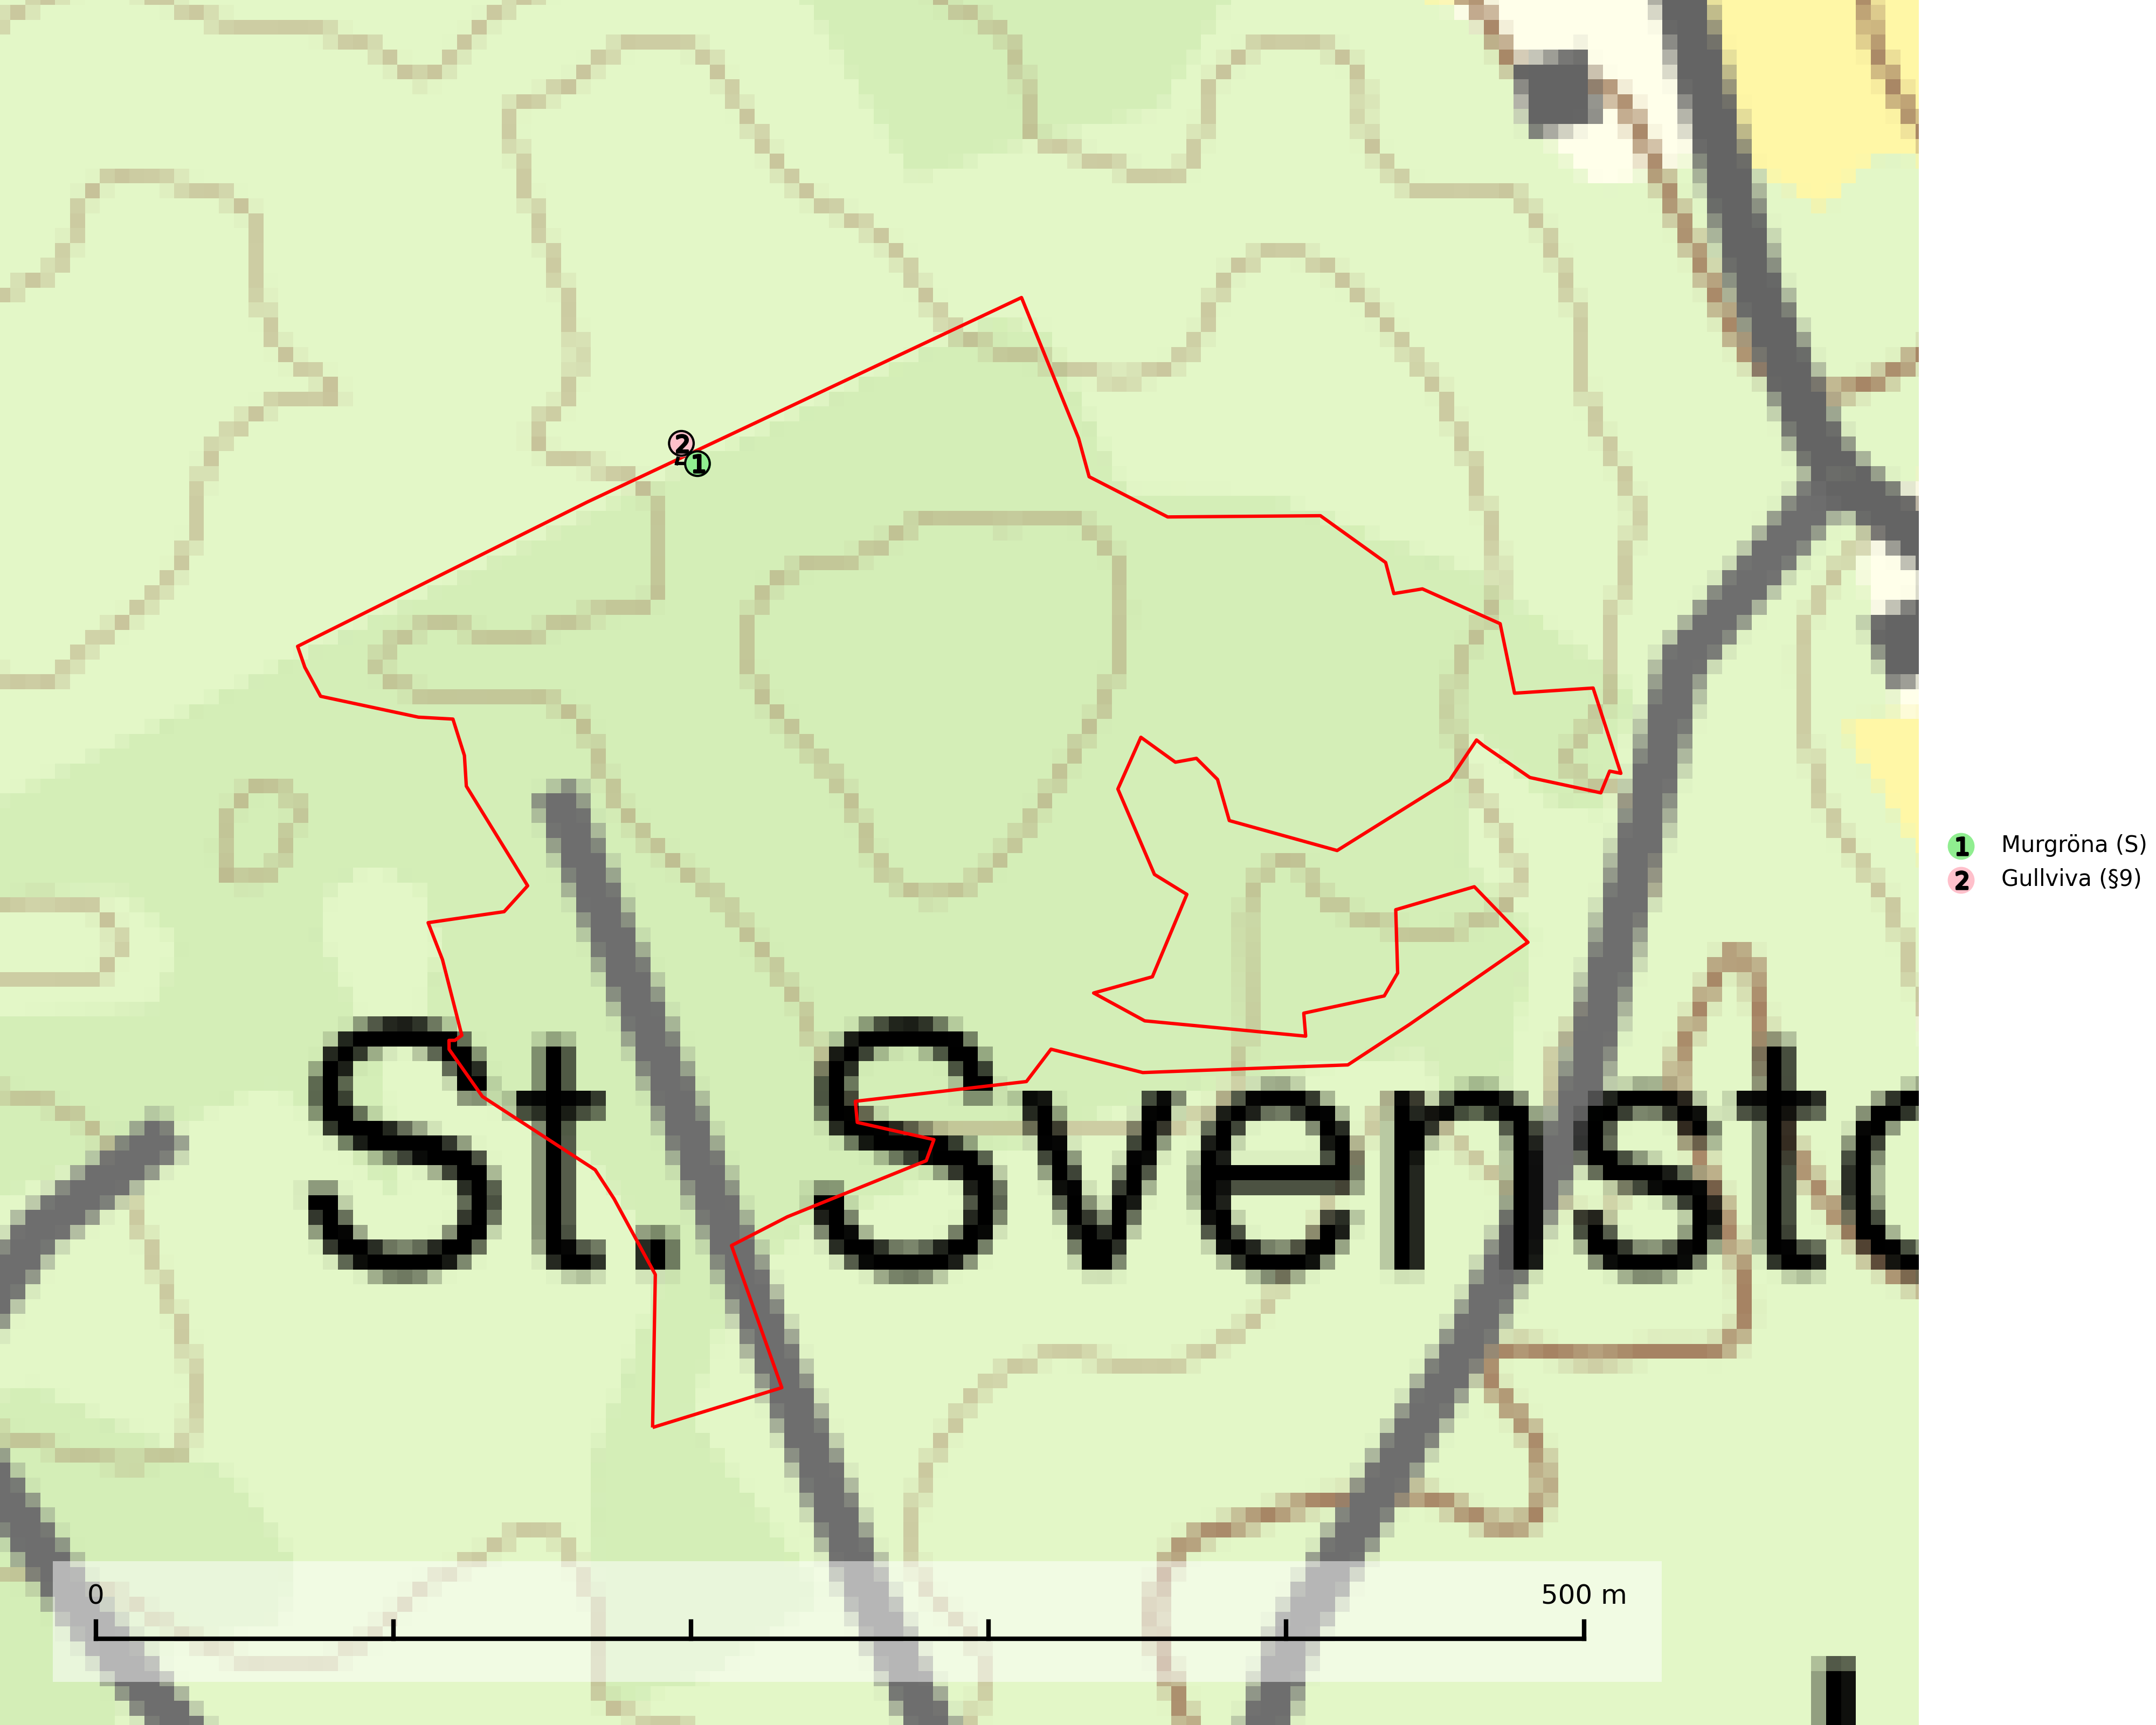 2
1
1 Murgröna (S)
2 Gullviva (§9)
St. Svensto
0 500 m